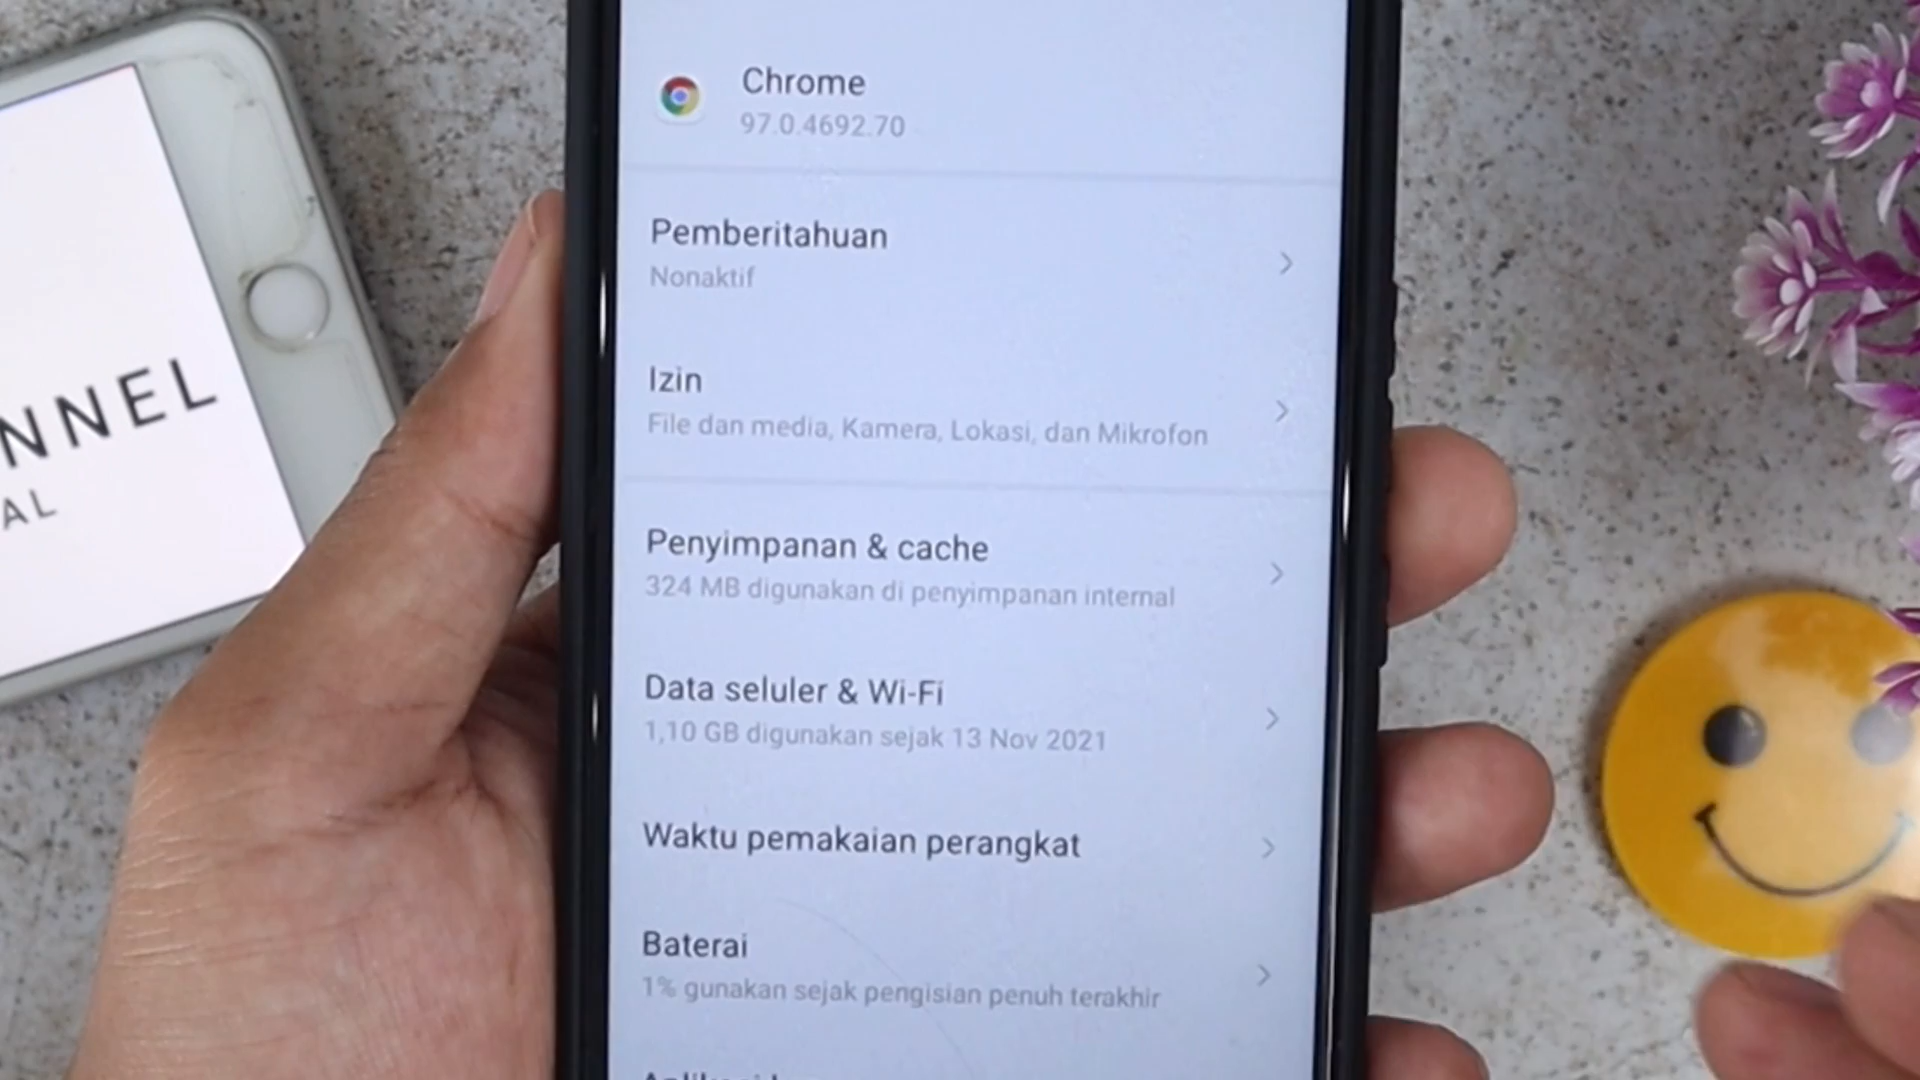 NNEL
AL
Chrome
97.0.4692.70
Pemberitahuan
Nonaktif
Izin
File dan media, Kamera, Lokasi, dan Mikrofon
Penyimpanan & cache
324 MB digunakan di penyimpanan internal
Data seluler & Wi-Fi
1,10 GB digunakan sejak 13 Nov 2021
Waktu pemakaian perangkat
Baterai
1% gunakan sejak pengisian penuh terakhir